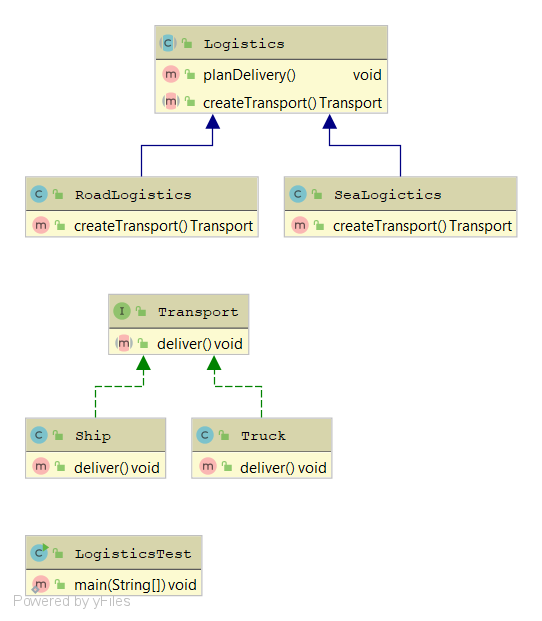 Logistics
planDelivery() void
createTransport() Transport
RoadLogistics
createTransport() Transport
SeaLogictics
createTransport() Transport
Transport
deliver() void
Ship
deliver() void
Truck
deliver() void
LogisticsTest
main(String[]) void
Powered by yFiles